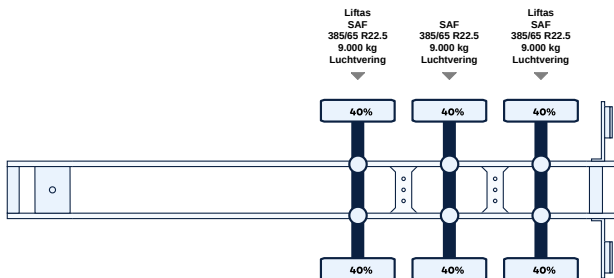 Liftas
SAF
385/65 R22.5
9.000 kg
Luchtvering
SAF
385/65 R22.5
9.000 kg
Luchtvering
Liftas
SAF
385/65 R22.5
9.000 kg
Luchtvering
40% 40% 40%
40% 40% 40%